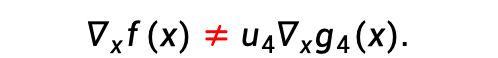 ∇ₓf(x) ≠ u₄∇ₓg₄(x).